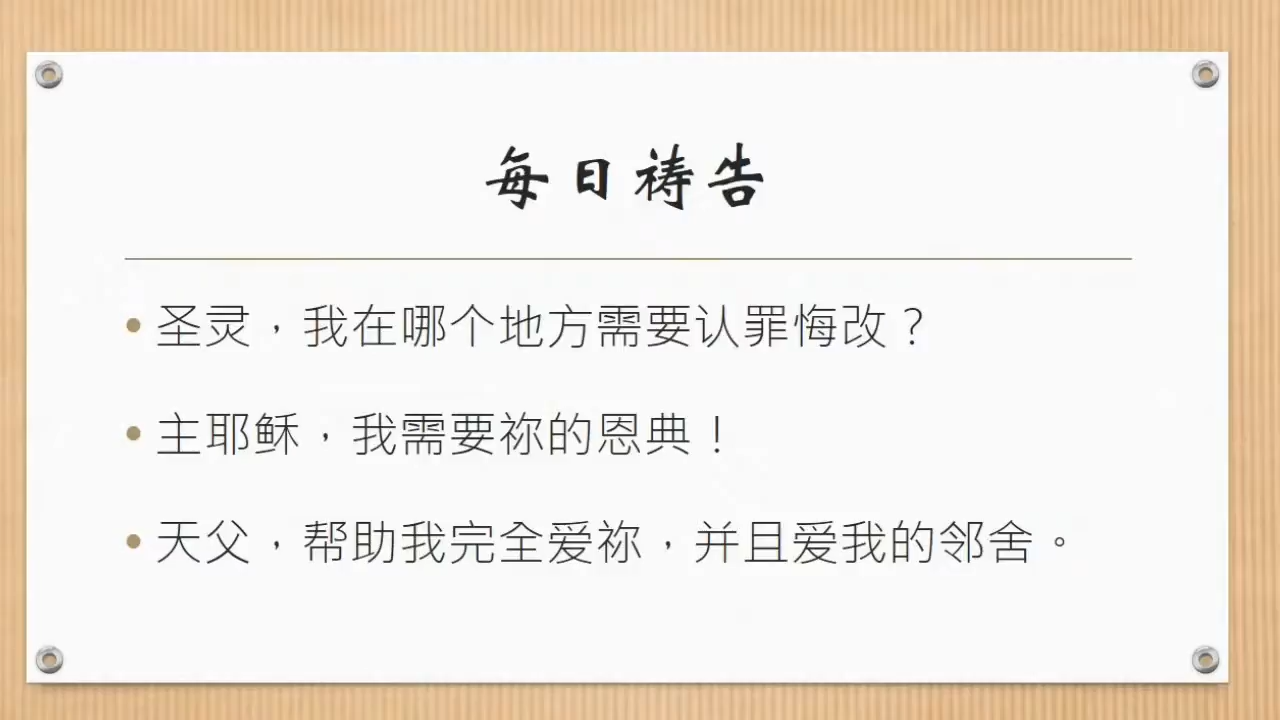 每日祷告
• 圣灵，我在哪个地方需要认罪悔改？
• 主耶稣，我需要祢的恩典！
• 天父，帮助我完全爱祢，并且爱我的邻舍。